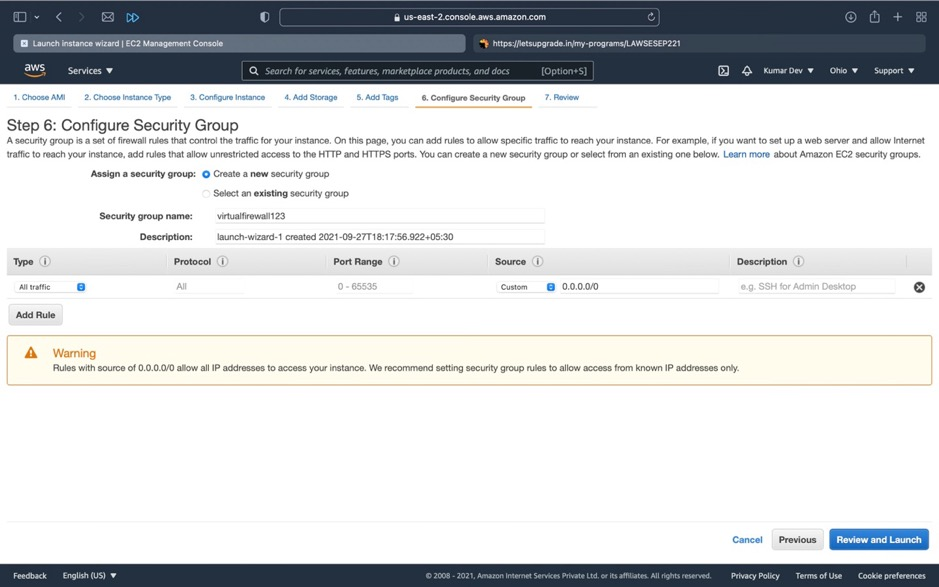 us-east-2.console.aws.amazon.com
Launch instance wizard | EC2 Management Console
https://letsupgrade.in/my-programs/LAWSESEP221
aws
Services
Search for services, features, marketplace products, and docs [Option+S]
Kumar Dev
Ohio
Support
1. Choose AMI 2. Choose Instance Type 3. Configure Instance 4. Add Storage 5. Add Tags 6. Configure Security Group 7. Review
Step 6: Configure Security Group
A security group is a set of firewall rules that control the traffic for your instance. On this page, you can add rules to allow specific traffic to reach your instance. For example, if you want to set up a web server and allow Internet
traffic to reach your instance, add rules that allow unrestricted access to the HTTP and HTTPS ports. You can create a new security group or select from an existing one below. Learn more about Amazon EC2 security groups.
Assign a security group: Create a new security group
Select an existing security group
Security group name: virtualfirewall123
Description: launch-wizard-1 created 2021-09-27T18:17:56.922+05:30
Type Protocol Port Range Source Description
All traffic All 0 - 65535 Custom 0.0.0.0/0 e.g. SSH for Admin Desktop
Add Rule
Warning
Rules with source of 0.0.0.0/0 allow all IP addresses to access your instance. We recommend setting security group rules to allow access from known IP addresses only.
Cancel Previous Review and Launch
Feedback English (US) © 2008 - 2021, Amazon Internet Services Private Ltd. or its affiliates. All rights reserved. Privacy Policy Terms of Use Cookie preferences